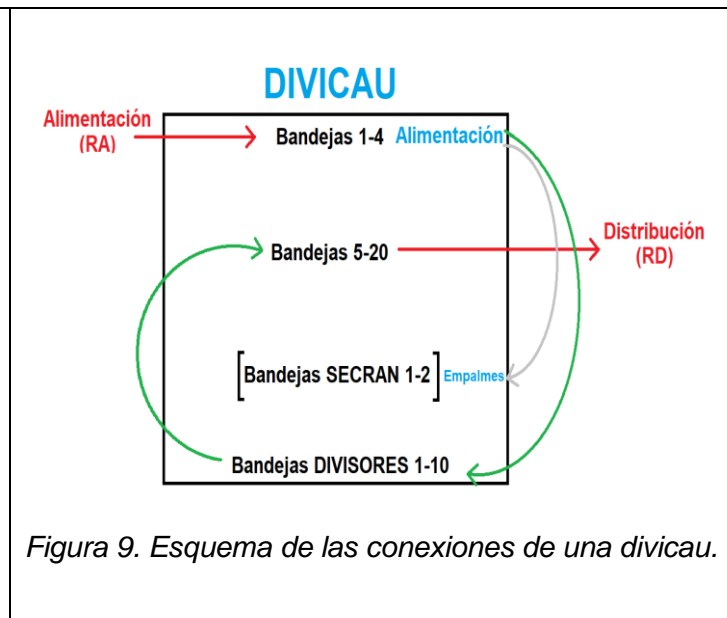 DIVICAU
Alimentación
(RA)
Bandejas 1-4 Alimentación
Bandejas 5-20
Distribución
(RD)
[Bandejas SECRAN 1-2] Empalmes
Bandejas DIVISORES 1-10
Figura 9. Esquema de las conexiones de una divicau.